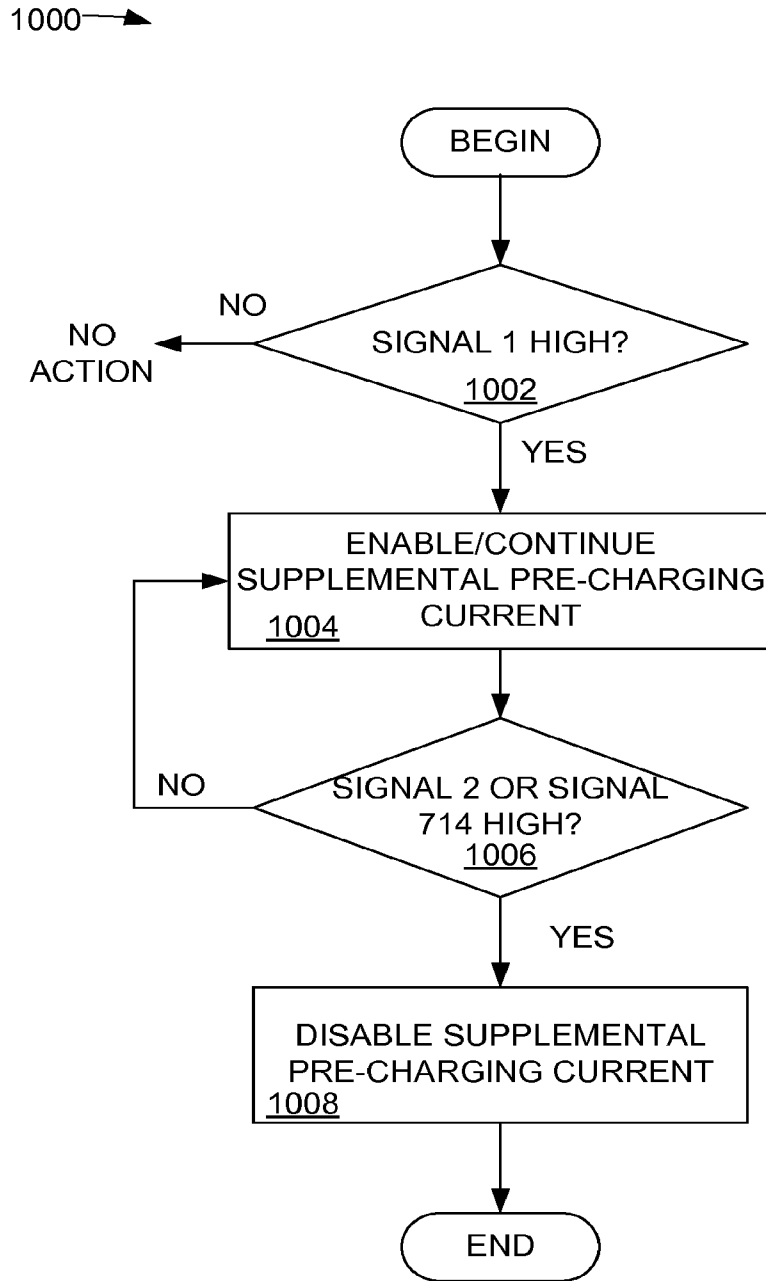 1000
BEGIN
NO
NO
ACTION
SIGNAL 1 HIGH?
1002
YES
ENABLE/CONTINUE
SUPPLEMENTAL PRE-CHARGING
CURRENT
1004
NO
SIGNAL 2 OR SIGNAL
714 HIGH?
1006
YES
DISABLE SUPPLEMENTAL
PRE-CHARGING CURRENT
1008
END